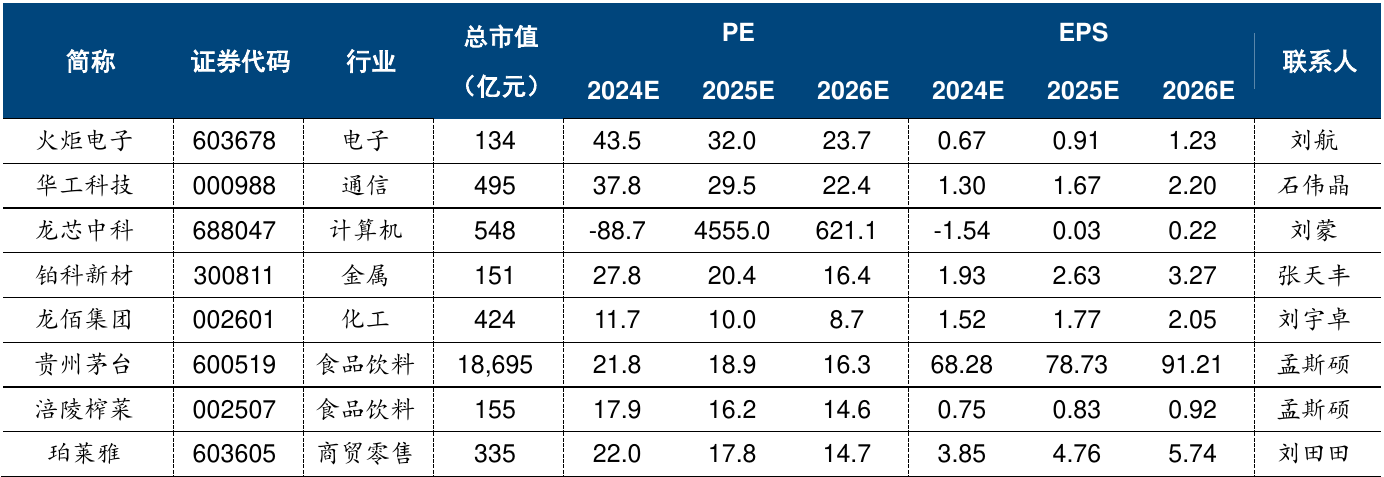 简称 证券代码 行业 总市值（亿元） PE EPS 联系人
2024E 2025E 2026E 2024E 2025E 2026E
火炬电子 603678 电子 134 43.5 32.0 23.7 0.67 0.91 1.23 刘航
华工科技 000988 通信 495 37.8 29.5 22.4 1.30 1.67 2.20 石伟晶
龙芯中科 688047 计算机 548 -88.7 4555.0 621.1 -1.54 0.03 0.22 刘蒙
铂科新材 300811 金属 151 27.8 20.4 16.4 1.93 2.63 3.27 张天丰
龙佰集团 002601 化工 424 11.7 10.0 8.7 1.52 1.77 2.05 刘宇卓
贵州茅台 600519 食品饮料 18,695 21.8 18.9 16.3 68.28 78.73 91.21 孟斯硕
涪陵榨菜 002507 食品饮料 155 17.9 16.2 14.6 0.75 0.83 0.92 孟斯硕
珀莱雅 603605 商贸零售 335 22.0 17.8 14.7 3.85 4.76 5.74 刘田田